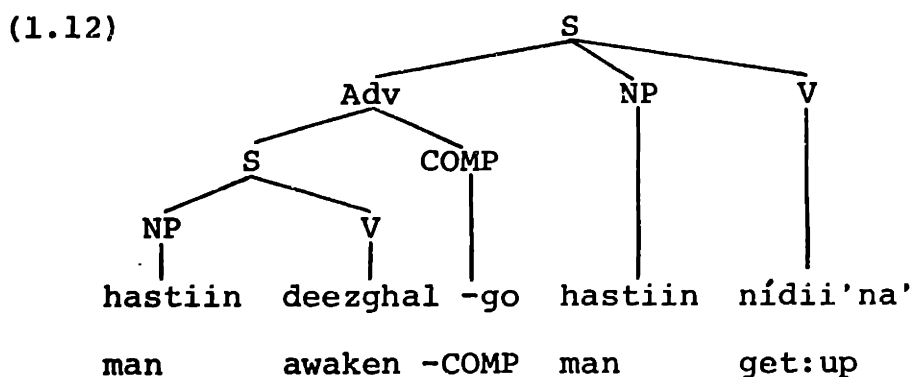 (1.12) S
Adv NP V
S COMP
NP V
hastiin deezghal -go hastiin nídii'na'
man awaken -COMP man get:up